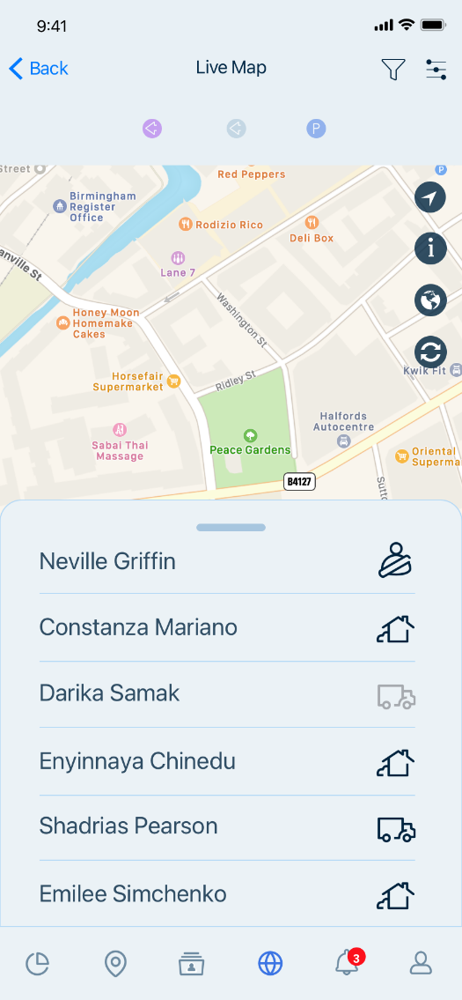 9:41
Back
Live Map
P
Street
Red Peppers
P
Birmingham
Register
Office
Rodizio Rico
Deli Box
Lane 7
anville St
Washington St
Honey Moon
Homemake
Cakes
Horsefair
Supermarket
Ridley St
Kwik Fit
Halfords
Autocentre
Sabai Thai
Massage
Peace Gardens
Oriental
Superma
B4127
Sutto
Neville Griffin
Constanza Mariano
Darika Samak
Enyinnaya Chinedu
Shadrias Pearson
Emilee Simchenko
3